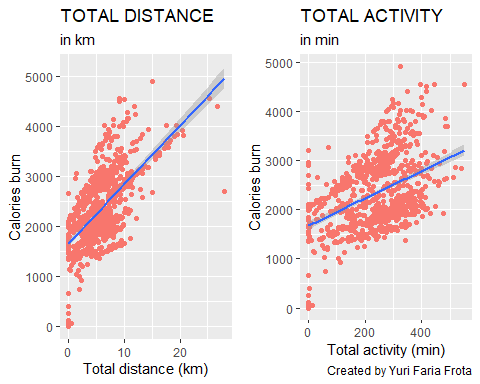 TOTAL DISTANCE
in km
5000
4000
3000
2000
1000
0
Calories burn
0
10
20
Total distance (km)
TOTAL ACTIVITY
in min
5000
4000
3000
2000
1000
0
Calories burn
0
200
400
Total activity (min)
Created by Yuri Faria Frota